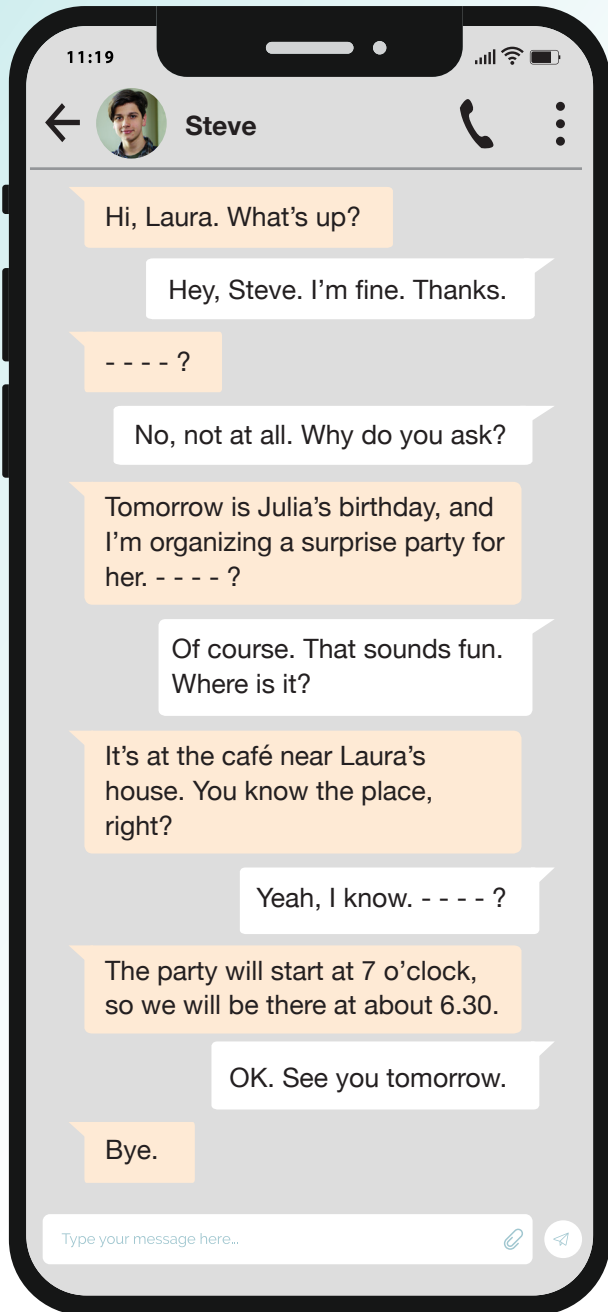 11:19
Steve
Hi, Laura. What’s up?
Hey, Steve. I’m fine. Thanks.
- - - - ?
No, not at all. Why do you ask?
Tomorrow is Julia’s birthday, and
I’m organizing a surprise party for
her. - - - - ?
Of course. That sounds fun.
Where is it?
It’s at the café near Laura’s
house. You know the place,
right?
Yeah, I know. - - - - ?
The party will start at 7 o’clock,
so we will be there at about 6.30.
OK. See you tomorrow.
Bye.
Type your message here...